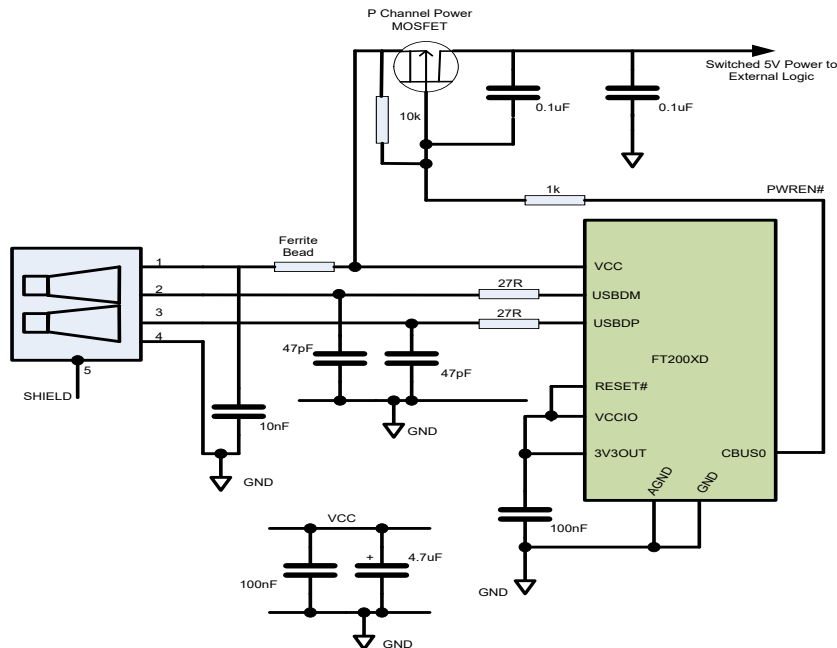 P Channel Power
MOSFET
Switched 5V Power to
External Logic
0.1uF
0.1uF
10k
1k
PWREN#
Ferrite
Bead
1
VCC
27R
2
USBDM
27R
3
USBDP
4
47pF
47pF
FT200XD
5
SHIELD
RESET#
10nF
VCCIO
GND
3V3OUT
CBUS0
GND
AGND
GND
VCC
100nF
+
4.7uF
100nF
GND
GND